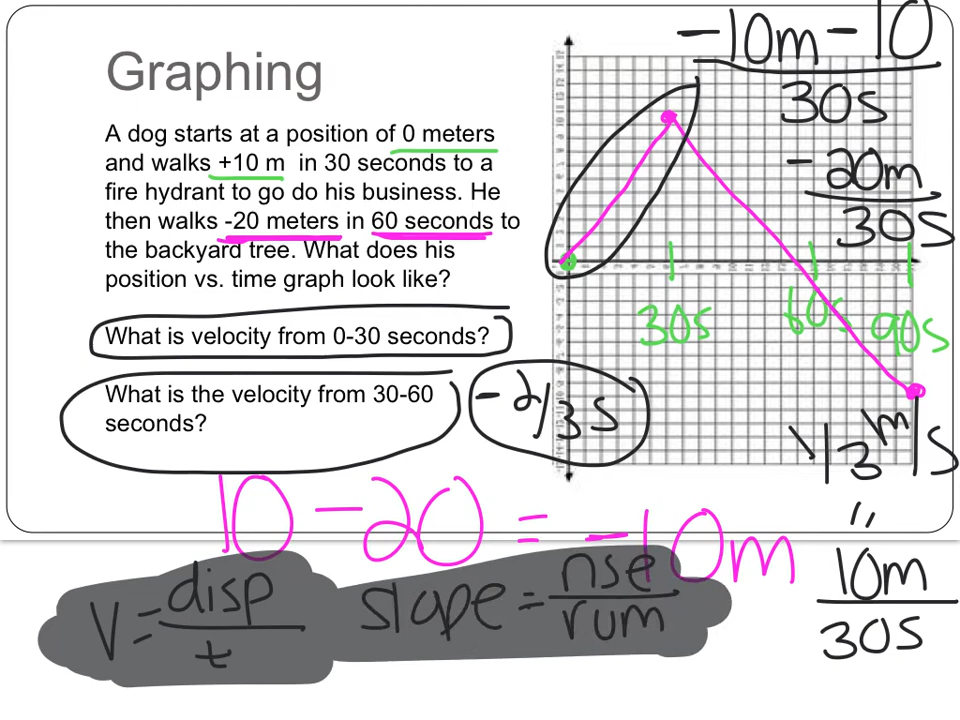 Graphing
A dog starts at a position of 0 meters
and walks +10 m in 30 seconds to a
fire hydrant to go do his business. He
then walks -20 meters in 60 seconds to
the backyard tree. What does his
position vs. time graph look like?
What is velocity from 0-30 seconds?
What is the velocity from 30-60
seconds?
-2/3 s
-10m - 10
30s
-20m
30s
30s
60s
90s
1/3 m/s
"
10m
30s
10 - 20 = -10m
V = disp
t
slope = rise
run